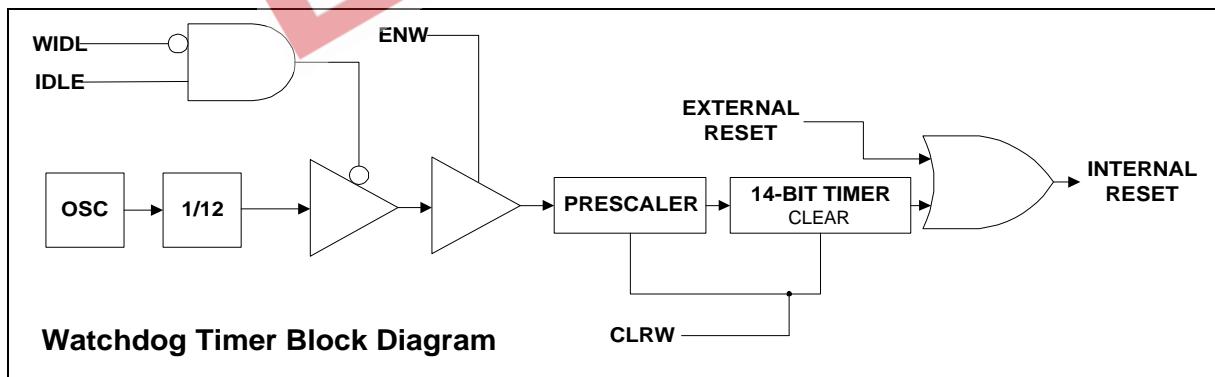 WIDL
IDLE
ENW
EXTERNAL
RESET
INTERNAL
RESET
OSC
1/12
PRESCALER
14-BIT TIMER
CLEAR
CLRW
Watchdog Timer Block Diagram